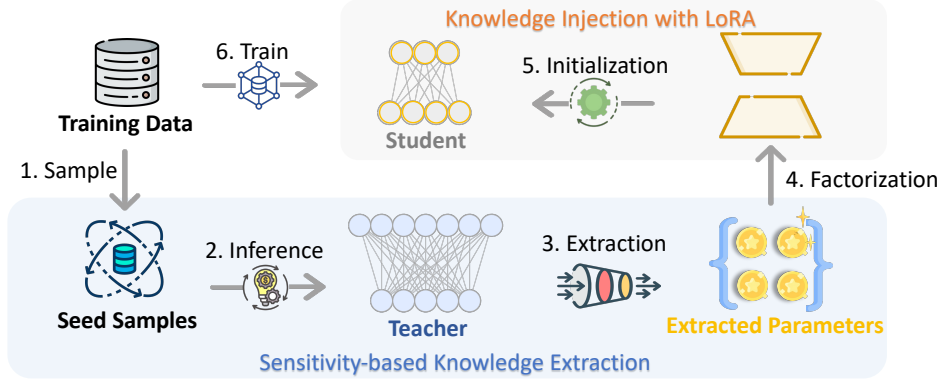 Knowledge Injection with LoRA
6. Train
5. Initialization
Training Data
Student
1. Sample
4. Factorization
2. Inference
3. Extraction
Seed Samples
Teacher
Extracted Parameters
Sensitivity-based Knowledge Extraction